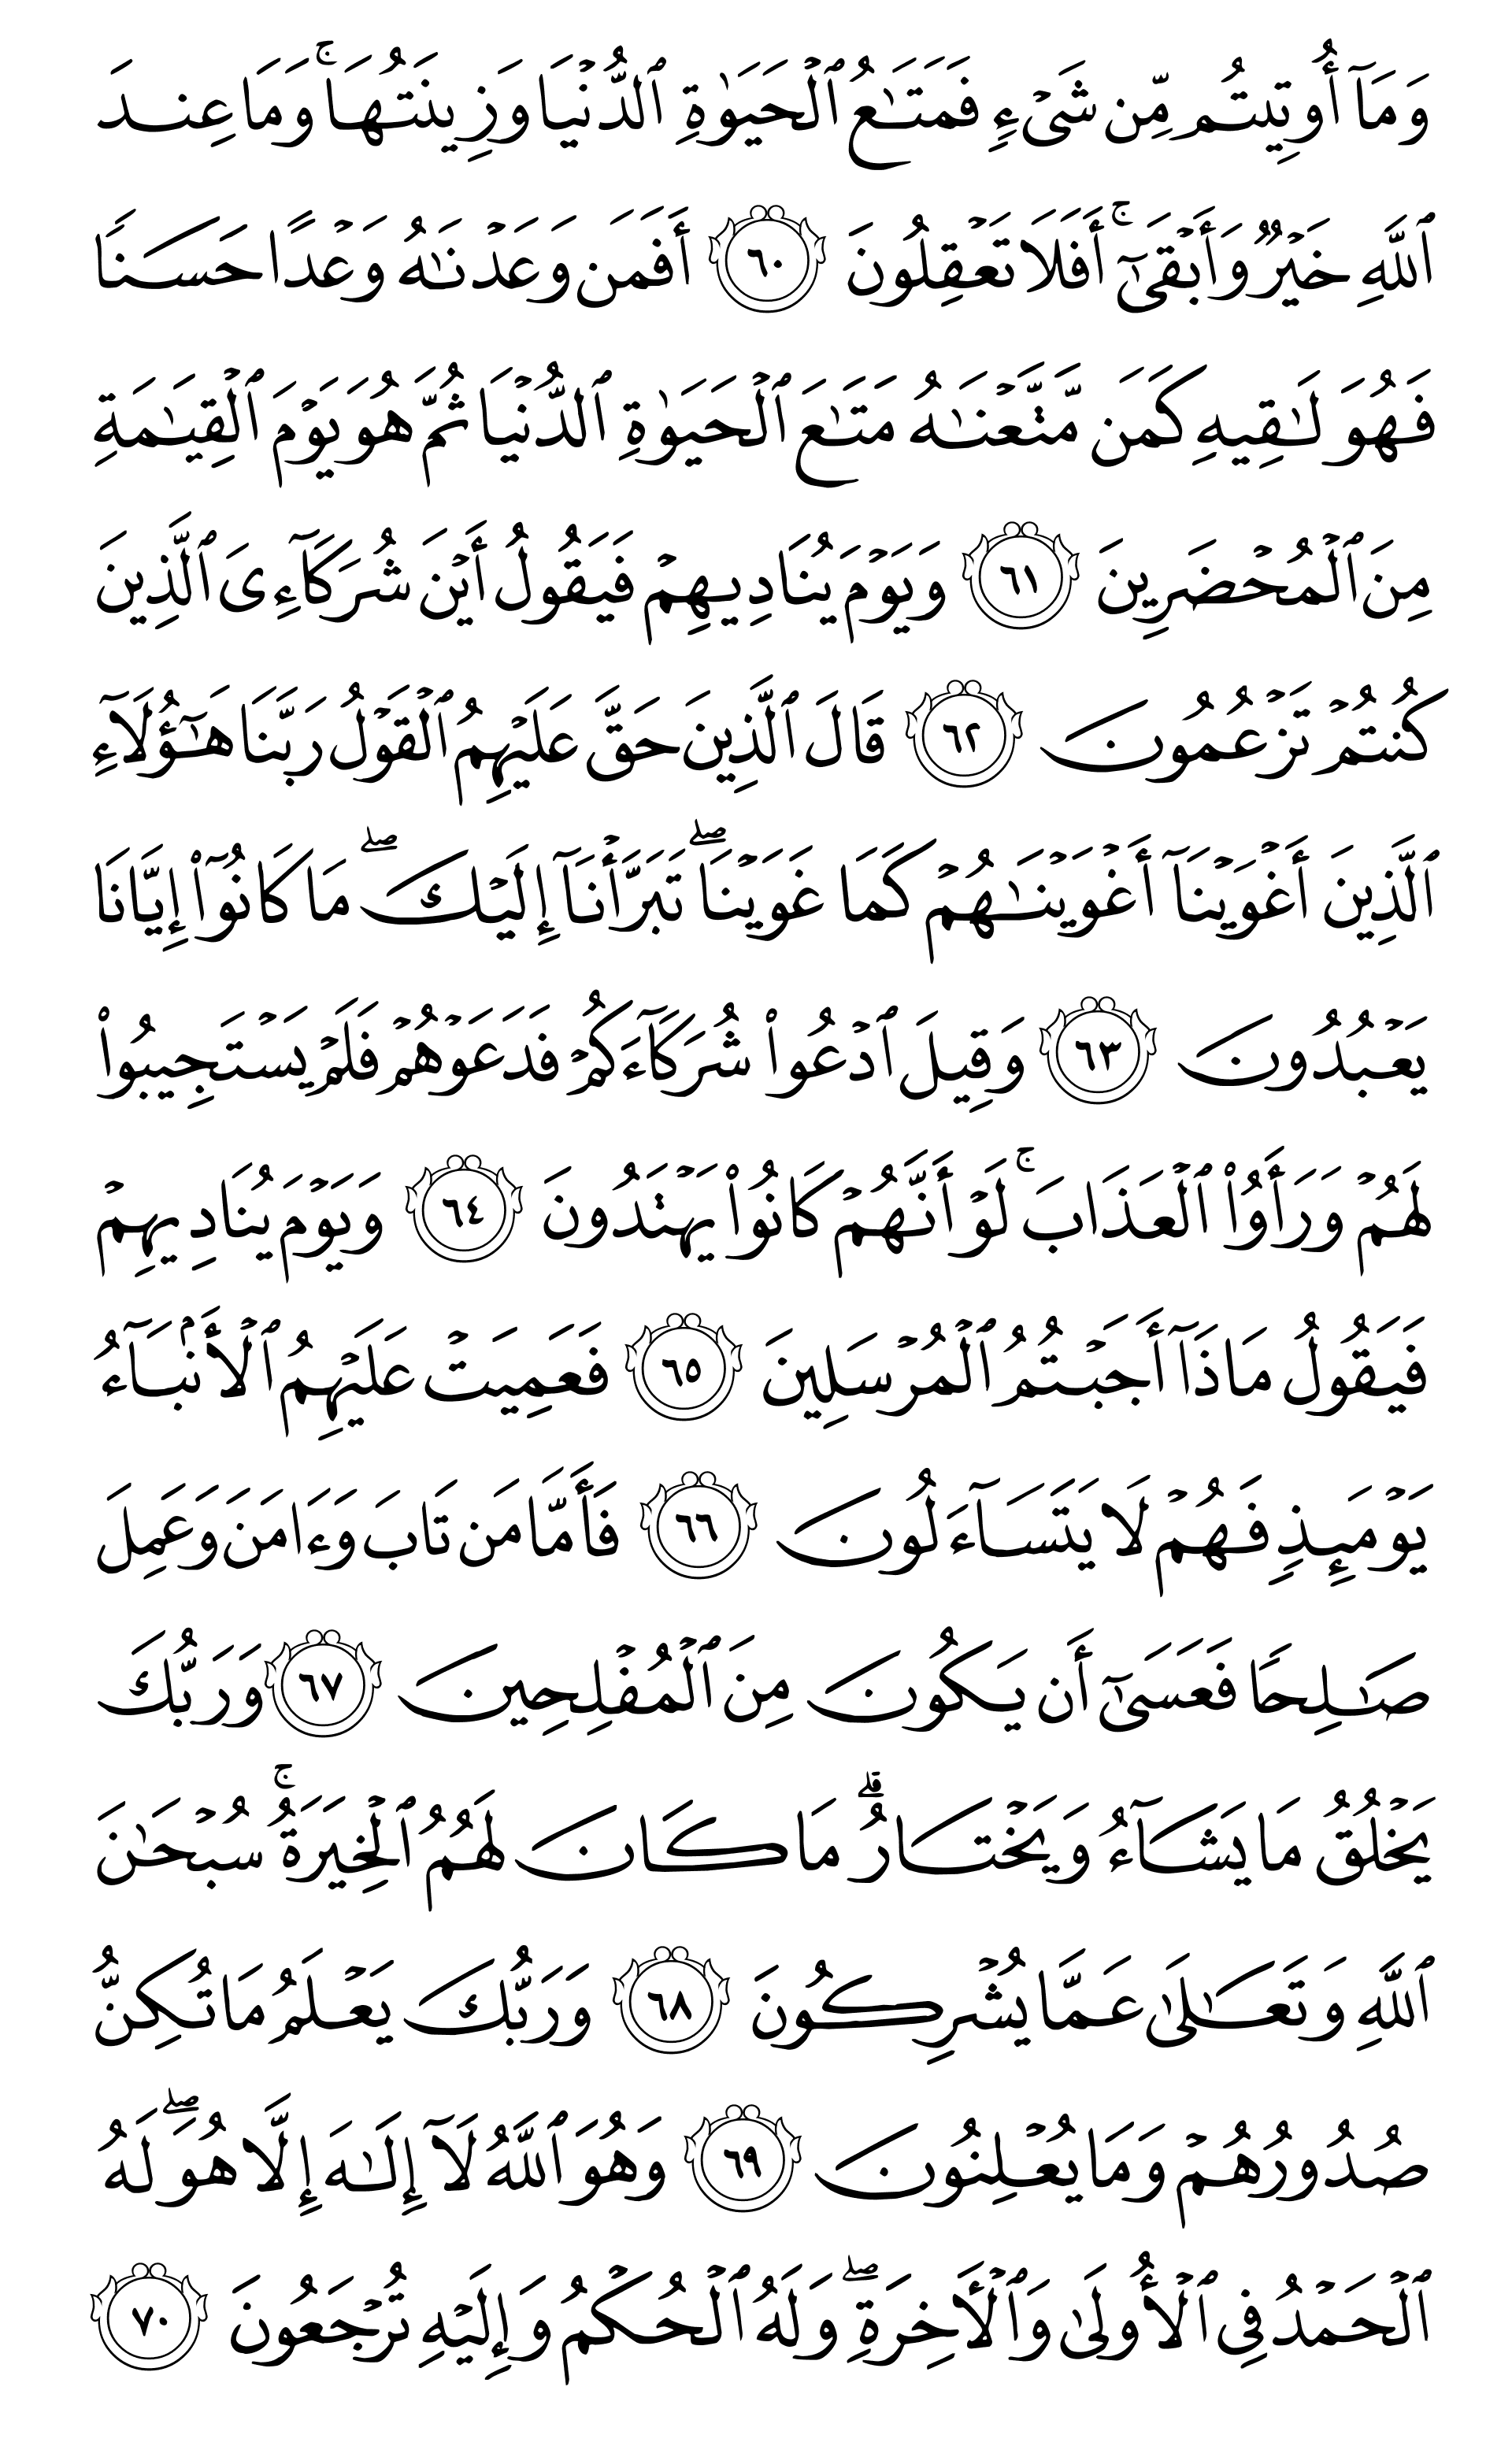 وَمَآ أُوتِيتُم مِّن شَىْءٍ فَمَتَـٰعُ ٱلْحَيَوٰةِ ٱلدُّنْيَا وَزِينَتُهَا ۚ وَمَا عِندَ
ٱللَّهِ خَيْرٌ وَأَبْقَىٰٓ ۚ أَفَلَا تَعْقِلُونَ ٦٠ أَفَمَن وَعَدْنَـٰهُ وَعْدًا حَسَنًا
فَهُوَ لَـٰقِيهِ كَمَن مَّتَّعْنَـٰهُ مَتَـٰعَ ٱلْحَيَوٰةِ ٱلدُّنْيَا ثُمَّ هُوَ يَوْمَ ٱلْقِيَـٰمَةِ
مِنَ ٱلْمُحْضَرِينَ ٦١ وَيَوْمَ يُنَادِيهِمْ فَيَقُولُ أَيْنَ شُرَكَآءِىَ ٱلَّذِينَ
كُنتُمْ تَزْعُمُونَ ٦٢ قَالَ ٱلَّذِينَ حَقَّ عَلَيْهِمُ ٱلْقَوْلُ رَبَّنَا هَـٰٓؤُلَآءِ
ٱلَّذِينَ أَغْوَيْنَآ أَغْوَيْنَـٰهُمْ كَمَا غَوَيْنَا ۖ تَبَرَّأْنَآ إِلَيْكَ ۖ مَا كَانُوٓا۟ إِيَّانَا
يَعْبُدُونَ ٦٣ وَقِيلَ ٱدْعُوا۟ شُرَكَآءَكُمْ فَدَعَوْهُمْ فَلَمْ يَسْتَجِيبُوا۟
لَهُمْ وَرَأَوُا۟ ٱلْعَذَابَ ۚ لَوْ أَنَّهُمْ كَانُوا۟ يَهْتَدُونَ ٦٤ وَيَوْمَ يُنَادِيهِمْ
فَيَقُولُ مَاذَآ أَجَبْتُمُ ٱلْمُرْسَلِينَ ٦٥ فَعَمِيَتْ عَلَيْهِمُ ٱلْأَنۢبَآءُ
يَوْمَئِذٍ فَهُمْ لَا يَتَسَآءَلُونَ ٦٦ فَأَمَّا مَن تَابَ وَءَامَنَ وَعَمِلَ
صَـٰلِحًا فَعَسَىٰٓ أَن يَكُونَ مِنَ ٱلْمُفْلِحِينَ ٦٧ وَرَبُّكَ
يَخْلُقُ مَا يَشَآءُ وَيَخْتَارُ ۗ مَا كَانَ لَهُمُ ٱلْخِيَرَةُ ۚ سُبْحَـٰنَ
ٱللَّهِ وَتَعَـٰلَىٰ عَمَّا يُشْرِكُونَ ٦٨ وَرَبُّكَ يَعْلَمُ مَا تُكِنُّ
صُدُورُهُمْ وَمَا يُعْلِنُونَ ٦٩ وَهُوَ ٱللَّهُ لَآ إِلَـٰهَ إِلَّا هُوَ ۖ لَهُ
ٱلْحَمْدُ فِى ٱلْأُولَىٰ وَٱلْـَٔاخِرَةِ ۖ وَلَهُ ٱلْحُكْمُ وَإِلَيْهِ تُرْجَعُونَ ٧٠